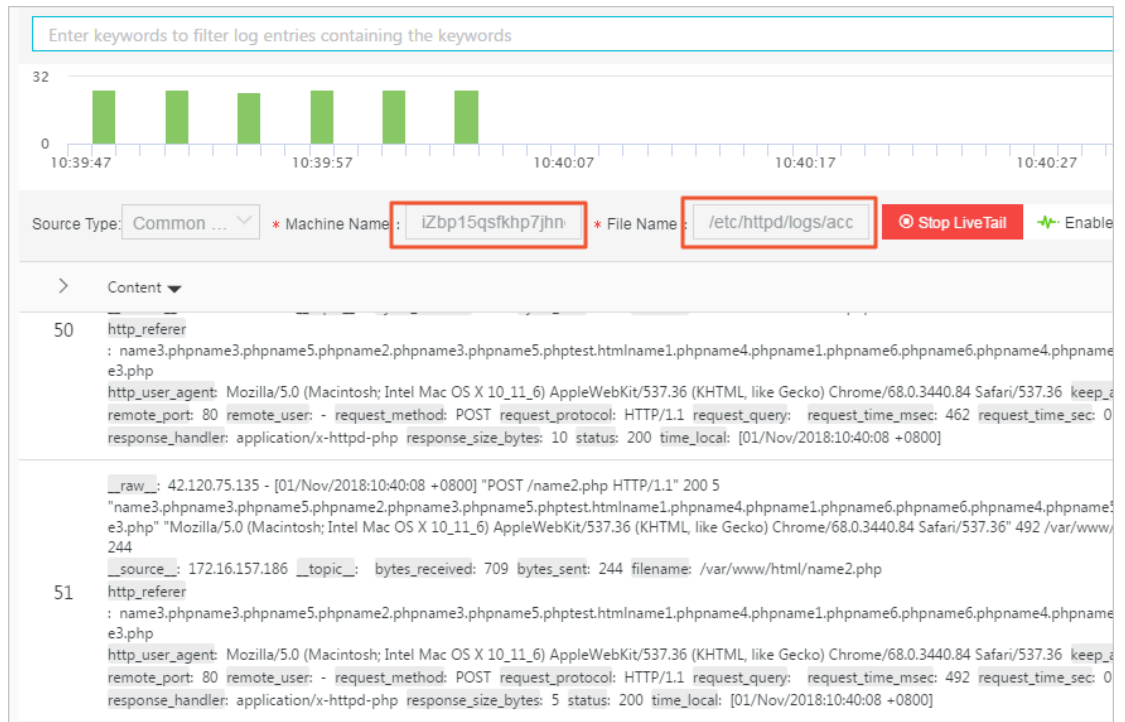 Enter keywords to filter log entries containing the keywords
32
0
10:39:47 10:39:57 10:40:07 10:40:17 10:40:27
Source Type: Common ... * Machine Name : iZbp15qsfkhp7jhn * File Name : /etc/httpd/logs/acc Stop LiveTail Enable
Content
50 http_referer
: name3.phpname3.phpname5.phpname2.phpname3.phpname5.phptest.htmlname1.phpname4.phpname1.phpname6.phpname6.phpname4.phpname
e3.php
http_user_agent: Mozilla/5.0 (Macintosh; Intel Mac OS X 10_11_6) AppleWebKit/537.36 (KHTML, like Gecko) Chrome/68.0.3440.84 Safari/537.36 keep_a
remote_port: 80 remote_user: - request_method: POST request_protocol: HTTP/1.1 request_query: request_time_msec: 462 request_time_sec: 0
response_handler: application/x-httpd-php response_size_bytes: 10 status: 200 time_local: [01/Nov/2018:10:40:08 +0800]
__raw__: 42.120.75.135 - [01/Nov/2018:10:40:08 +0800] "POST /name2.php HTTP/1.1" 200 5
"name3.phpname3.phpname5.phpname2.phpname3.phpname5.phptest.htmlname1.phpname4.phpname1.phpname6.phpname6.phpname4.phpname5
e3.php" "Mozilla/5.0 (Macintosh; Intel Mac OS X 10_11_6) AppleWebKit/537.36 (KHTML, like Gecko) Chrome/68.0.3440.84 Safari/537.36" 492 /var/www/
244
__source__: 172.16.157.186 __topic__: bytes_received: 709 bytes_sent: 244 filename: /var/www/html/name2.php
51 http_referer
: name3.phpname3.phpname5.phpname2.phpname3.phpname5.phptest.htmlname1.phpname4.phpname1.phpname6.phpname6.phpname4.phpname
e3.php
http_user_agent: Mozilla/5.0 (Macintosh; Intel Mac OS X 10_11_6) AppleWebKit/537.36 (KHTML, like Gecko) Chrome/68.0.3440.84 Safari/537.36 keep_a
remote_port: 80 remote_user: - request_method: POST request_protocol: HTTP/1.1 request_query: request_time_msec: 492 request_time_sec: 0
response_handler: application/x-httpd-php response_size_bytes: 5 status: 200 time_local: [01/Nov/2018:10:40:08 +0800]